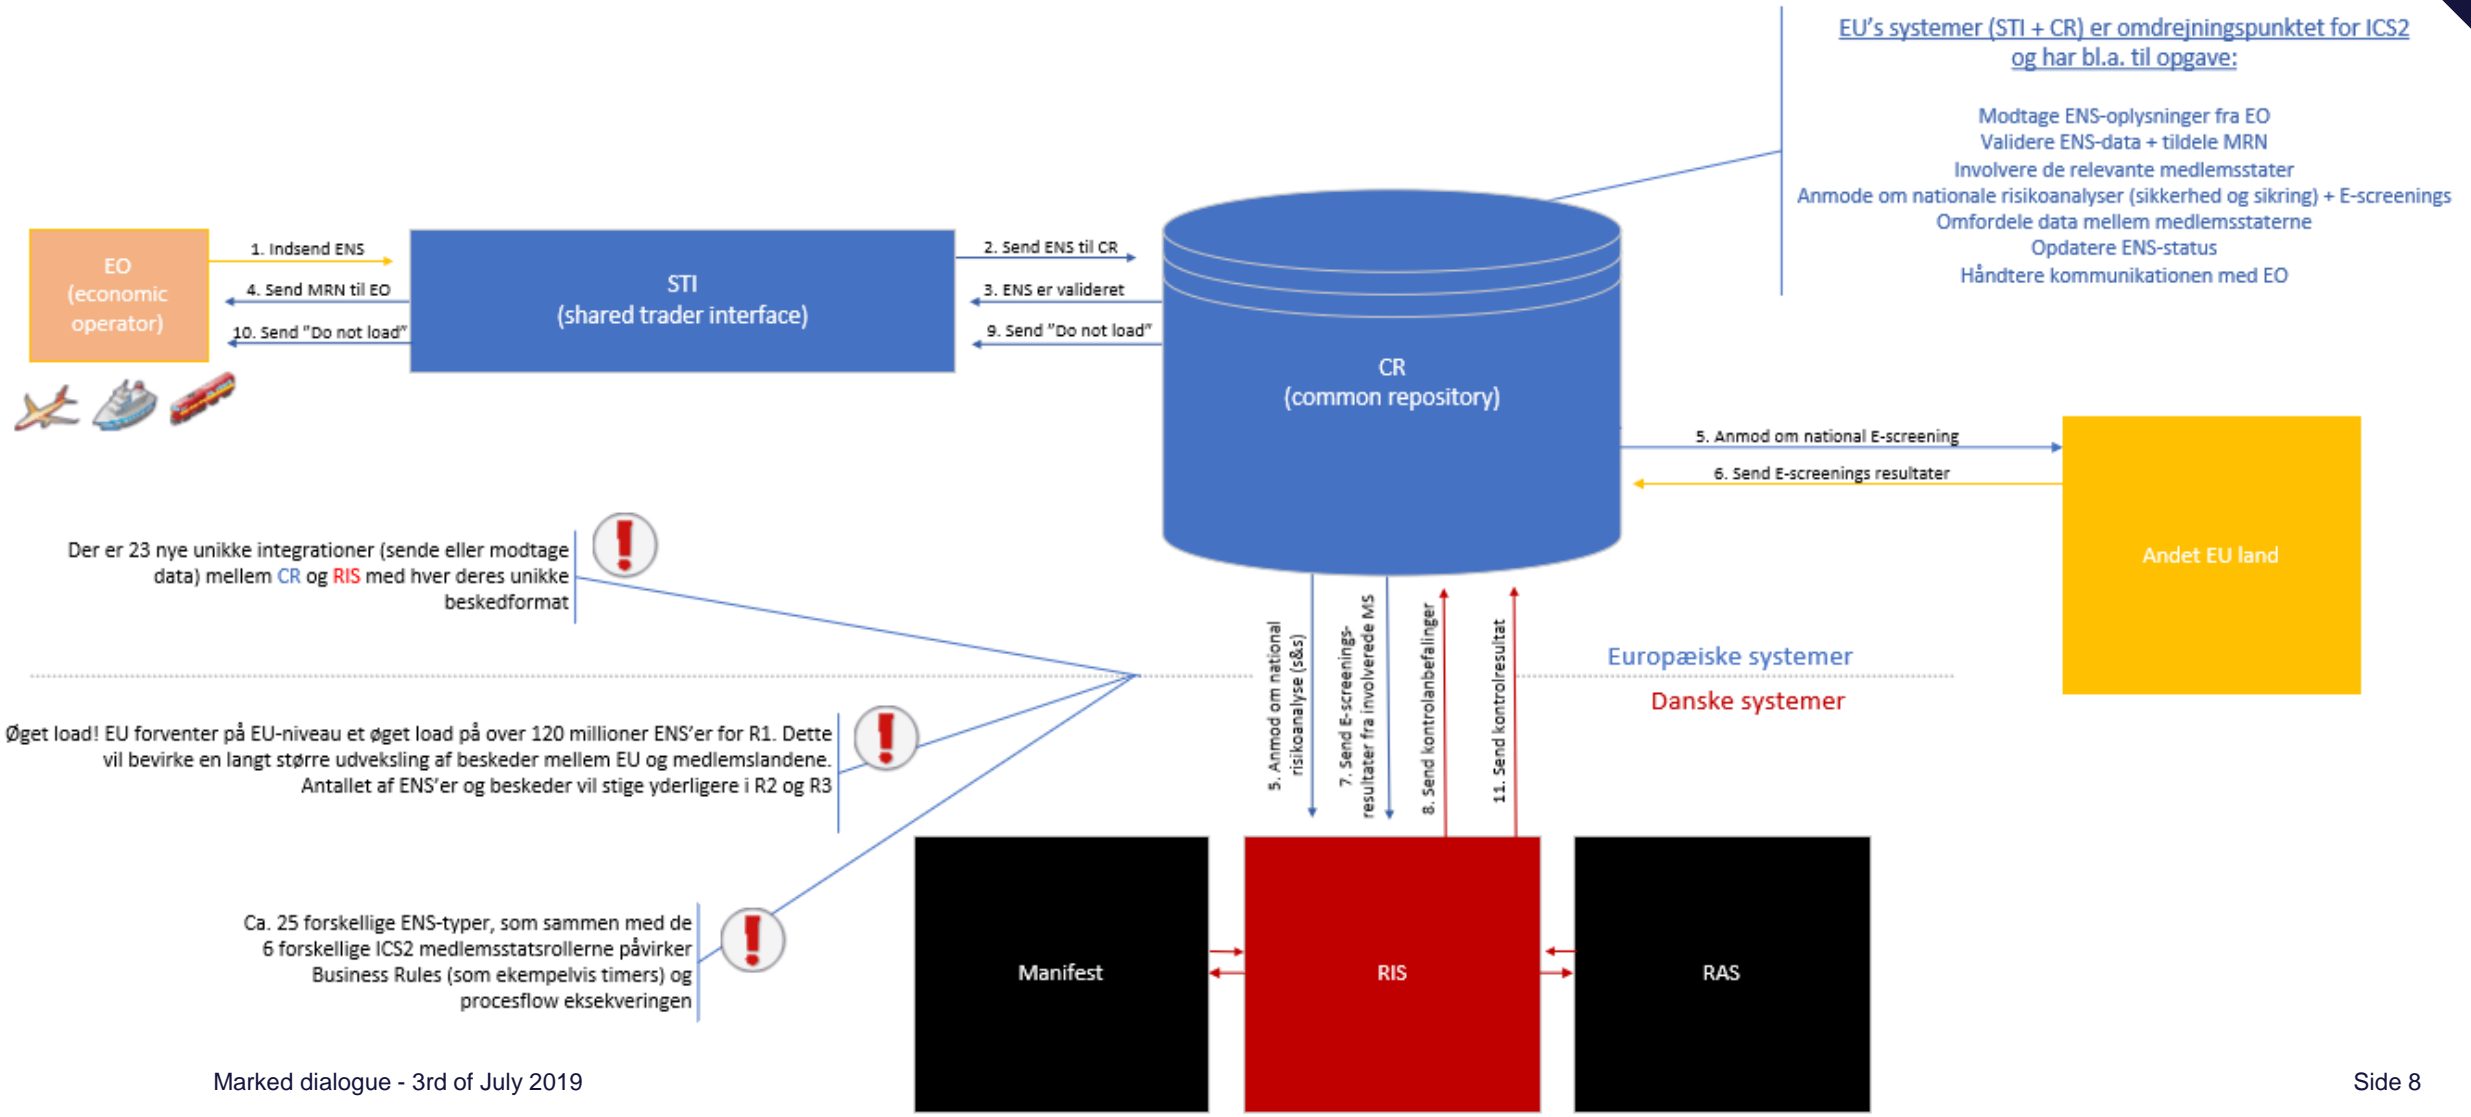 EU's systemer (STI + CR) er omdrejningspunktet for ICS2
og har bl.a. til opgave:
Modtage ENS-oplysninger fra EO
Validere ENS-data + tildele MRN
Involvere de relevante medlemsstater
Anmode om nationale risikoanalyser (sikkerhed og sikring) + E-screenings
Omfordele data mellem medlemsstaterne
Opdatere ENS-status
Håndtere kommunikationen med EO
EO
(economic
operator)
1. Indsend ENS
4. Send MRN til EO
10. Send "Do not load"
STI
(shared trader interface)
2. Send ENS til CR
3. ENS er valideret
9. Send "Do not load"
CR
(common repository)
5. Anmod om national E-screening
6. Send E-screenings resultater
Andet EU land
Der er 23 nye unikke integrationer (sende eller modtage
data) mellem CR og RIS med hver deres unikke
beskedformat
5. Anmod om national
risikoanalyse (s&s)
7. Send E-screenings-
resultater fra involverede MS
8. Send kontrolanbefalinger
11. Send kontrolresultat
Europæiske systemer
Danske systemer
Øget load! EU forventer på EU-niveau et øget load på over 120 millioner ENS'er for R1. Dette
vil bevirke en langt større udveksling af beskeder mellem EU og medlemslandene.
Antallet af ENS'er og beskeder vil stige yderligere i R2 og R3
Ca. 25 forskellige ENS-typer, som sammen med de
6 forskellige ICS2 medlemsstatsrollerne påvirker
Business Rules (som ekempelvis timers) og
procesflow eksekveringen
Manifest
RIS
RAS
Marked dialogue - 3rd of July 2019
Side 8